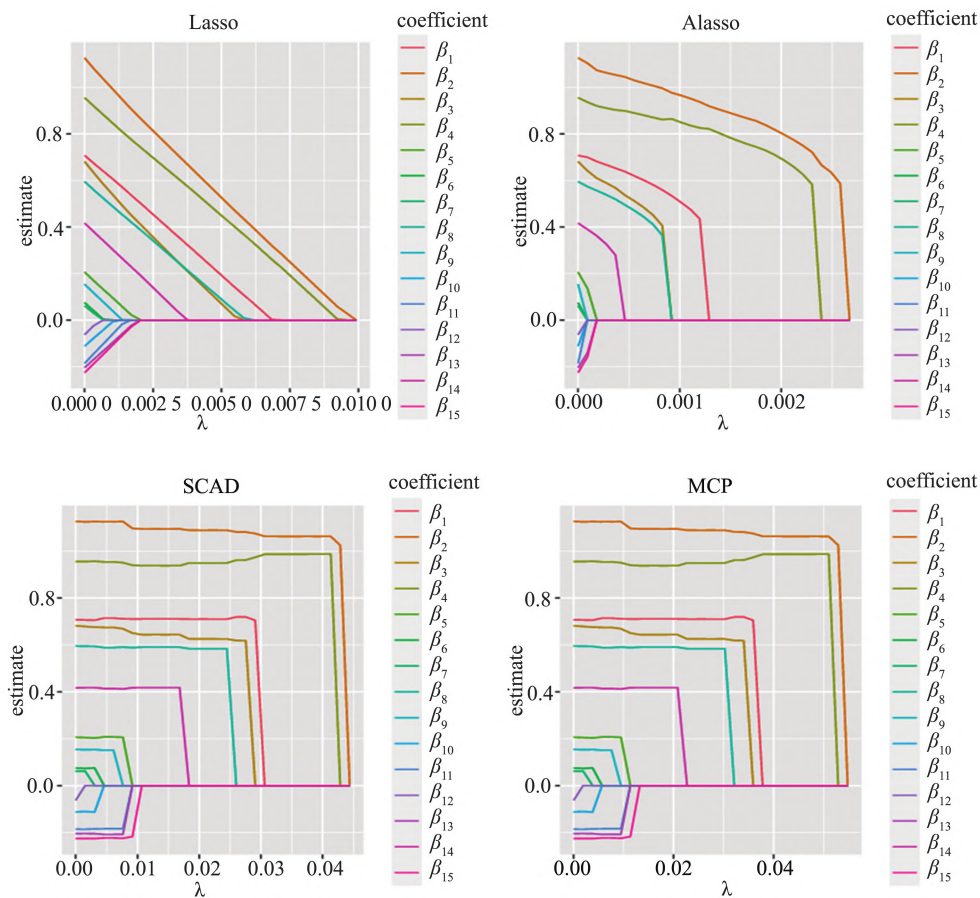 Lasso
coefficient
β1
β2
β3
β4
β5
β6
β7
β8
β9
β10
β11
β12
β13
β14
β15
estimate
0.8
0.4
0.0
0.000 0 0.002 5 0.005 0 0.007 5 0.010 0
λ
Alasso
coefficient
β1
β2
β3
β4
β5
β6
β7
β8
β9
β10
β11
β12
β13
β14
β15
estimate
0.8
0.4
0.0
0.000 0.001 0.002
λ
SCAD
coefficient
β1
β2
β3
β4
β5
β6
β7
β8
β9
β10
β11
β12
β13
β14
β15
estimate
0.8
0.4
0.0
0.00 0.01 0.02 0.03 0.04
λ
MCP
coefficient
β1
β2
β3
β4
β5
β6
β7
β8
β9
β10
β11
β12
β13
β14
β15
estimate
0.8
0.4
0.0
0.00 0.02 0.04
λ